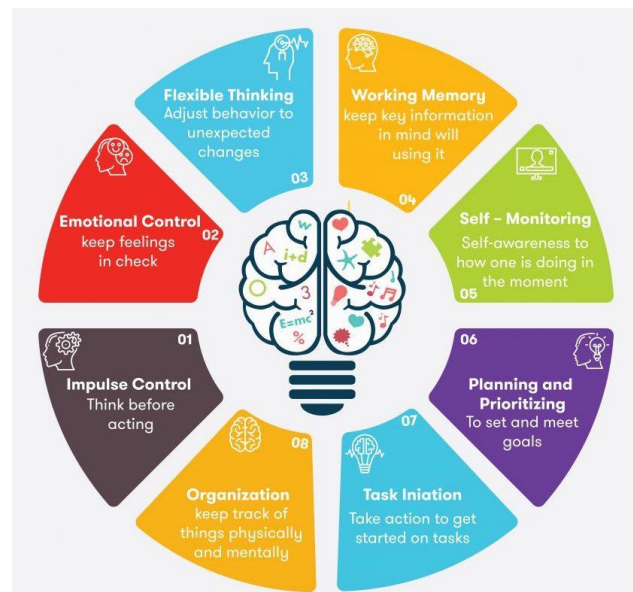 01
Impulse Control
Think before
acting
Emotional Control
02
keep feelings
in check
Flexible Thinking
Adjust behavior to
unexpected
changes
03
Working Memory
keep key information
in mind will
using it
04
Self - Monitoring
Self-awareness to
how one is doing in
the moment
05
06
Planning and
Prioritizing
To set and meet
goals
07
Task Iniation
Take action to get
started on tasks
08
Organization
keep track of
things physically
and mentally
w
A
i+d
3
E=mc²
%